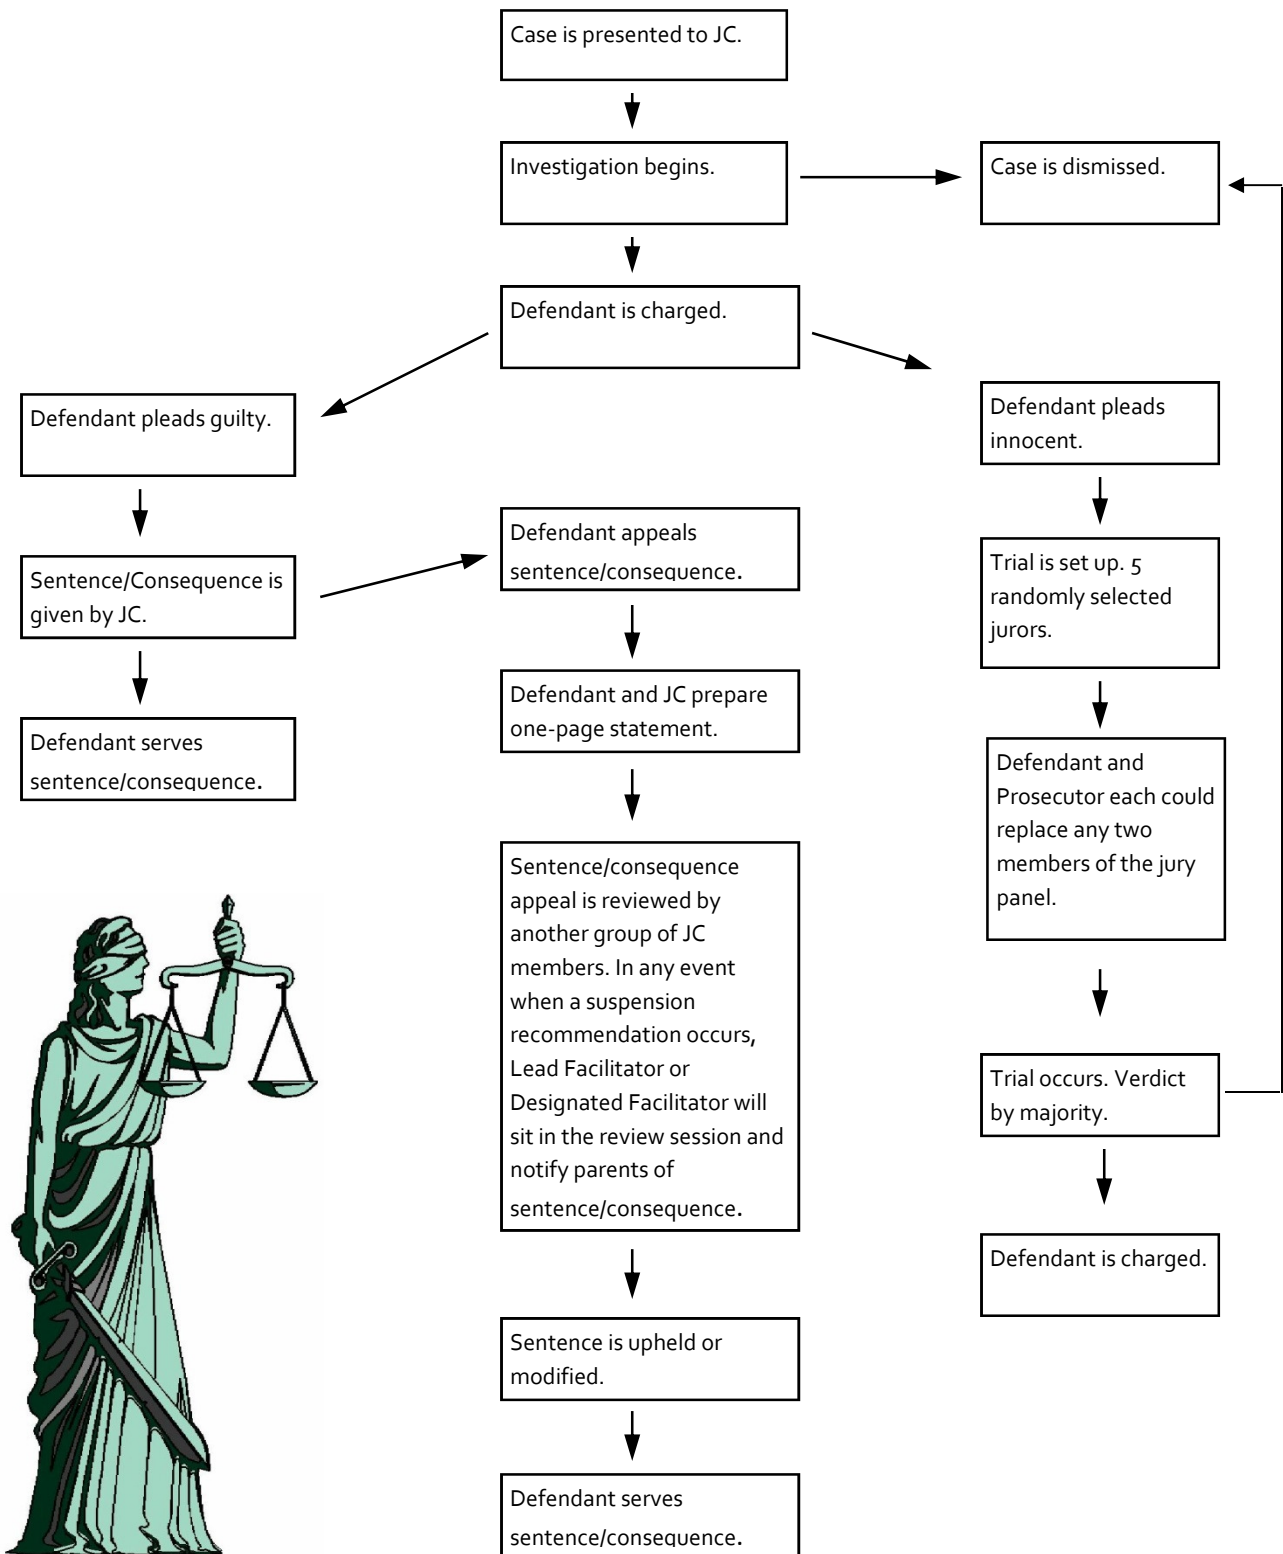 Case is presented to JC.
Investigation begins.
Case is dismissed.
Defendant is charged.
Defendant pleads guilty.
Defendant pleads
innocent.
Sentence/Consequence is
given by JC.
Defendant appeals
sentence/consequence.
Trial is set up. 5
randomly selected
jurors.
Defendant serves
sentence/consequence.
Defendant and JC prepare
one-page statement.
Defendant and
Prosecutor each could
replace any two
members of the jury
panel.
Sentence/consequence
appeal is reviewed by
another group of JC
members. In any event
when a suspension
recommendation occurs,
Lead Facilitator or
Designated Facilitator will
sit in the review session and
notify parents of
sentence/consequence.
Trial occurs. Verdict
by majority.
Defendant is charged.
Sentence is upheld or
modified.
Defendant serves
sentence/consequence.